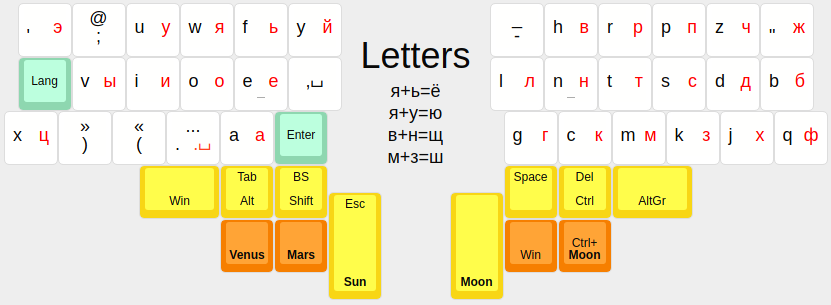 ' э @ ; u у w я f ь y й
— - h в r р p п z ч „ ж
Letters
Lang v ы i и o о e _ е ,⌴
l л n _ н t т s с d д b б
я+ь=ё
я+у=ю
в+н=щ
м+з=ш
x ц » ) « ( ... . .⌴ a а Enter
g г c к m м k з j х q ф
Win Tab Alt BS Shift Esc Sun
Moon Space Del Ctrl AltGr
Venus Mars
Win Ctrl+ Moon